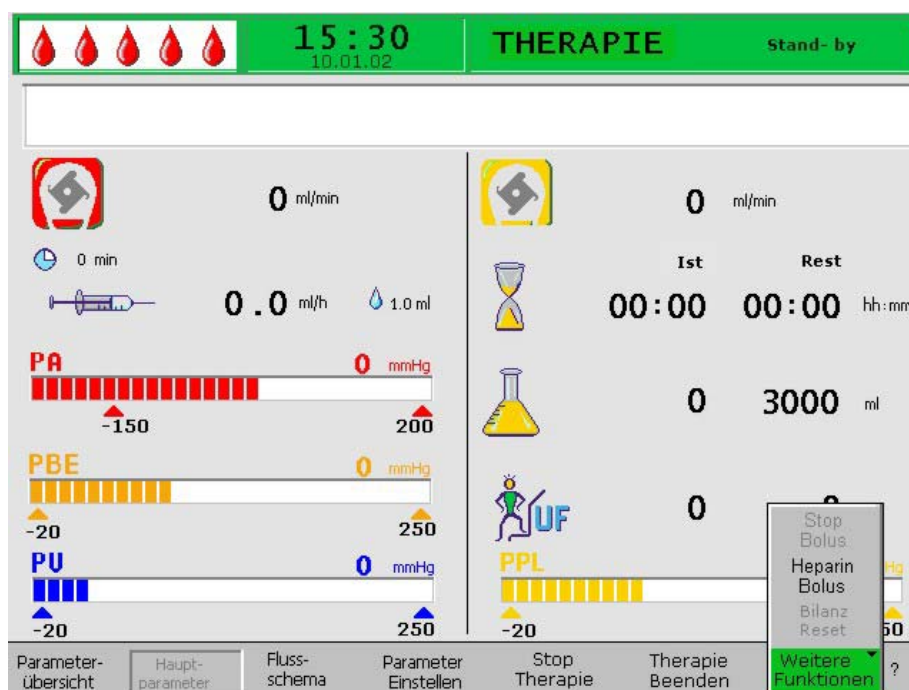 15:30
10.01.02
THERAPIE
Stand- by
0 ml/min
0 min
0.0 ml/h
1.0 ml
PA 0 mmHg
-150 200
PBE 0 mmHg
-20 250
PV 0 mmHg
-20 250
0 ml/min
Ist Rest
00:00 00:00 hh:mm
0 3000 ml
UF 0
PPL
-20
Stop
Bolus
Heparin
Bolus
Bilanz
Reset
Parameter-
übersicht
Haupt-
parameter
Fluss-
schema
Parameter
Einstellen
Stop
Therapie
Therapie
Beenden
Weitere
Funktionen
?